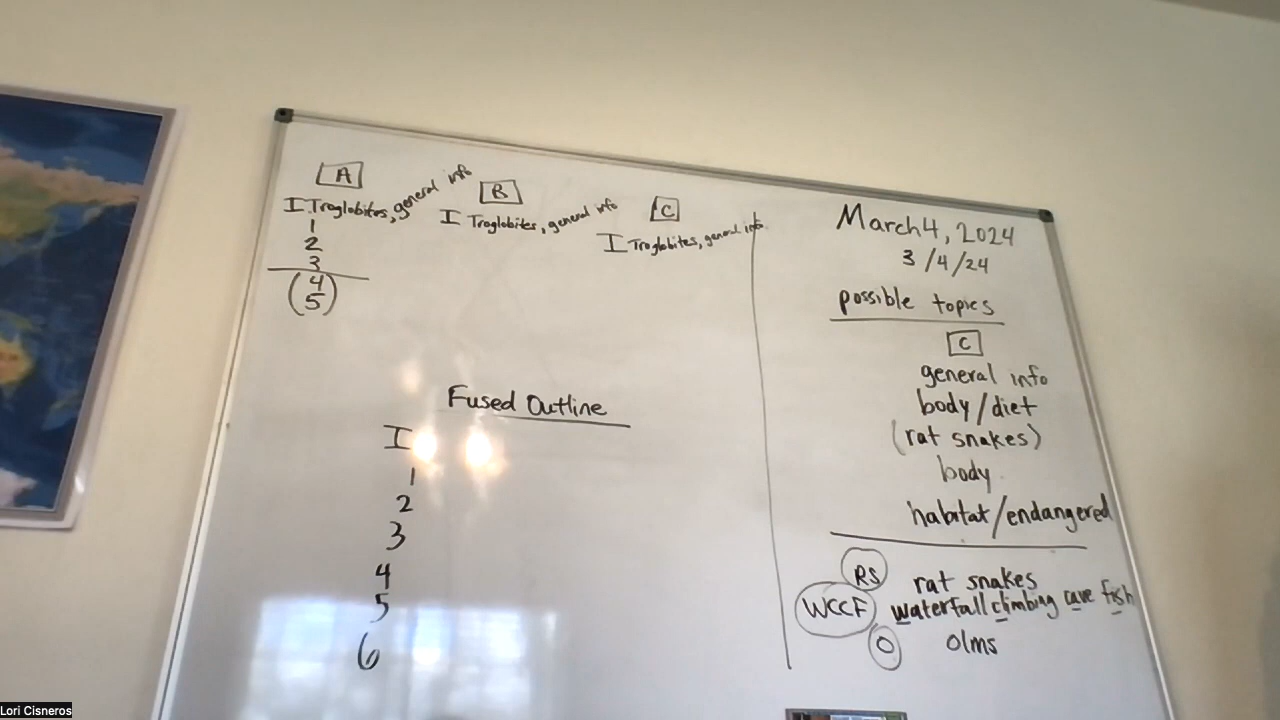 A
I Troglobites, general info
1
2
3
(4
5)
B
I Troglobites, general info
C
I Troglobites, general info
Fused Outline
I
1
2
3
4
5
6
March 4, 2024
3/4/24
possible topics
C
general info
body/diet
(rat snakes)
body
habitat/endangered
RS rat snakes
WCCF waterfall climbing cave fish
O Olms
Lori Cisneros